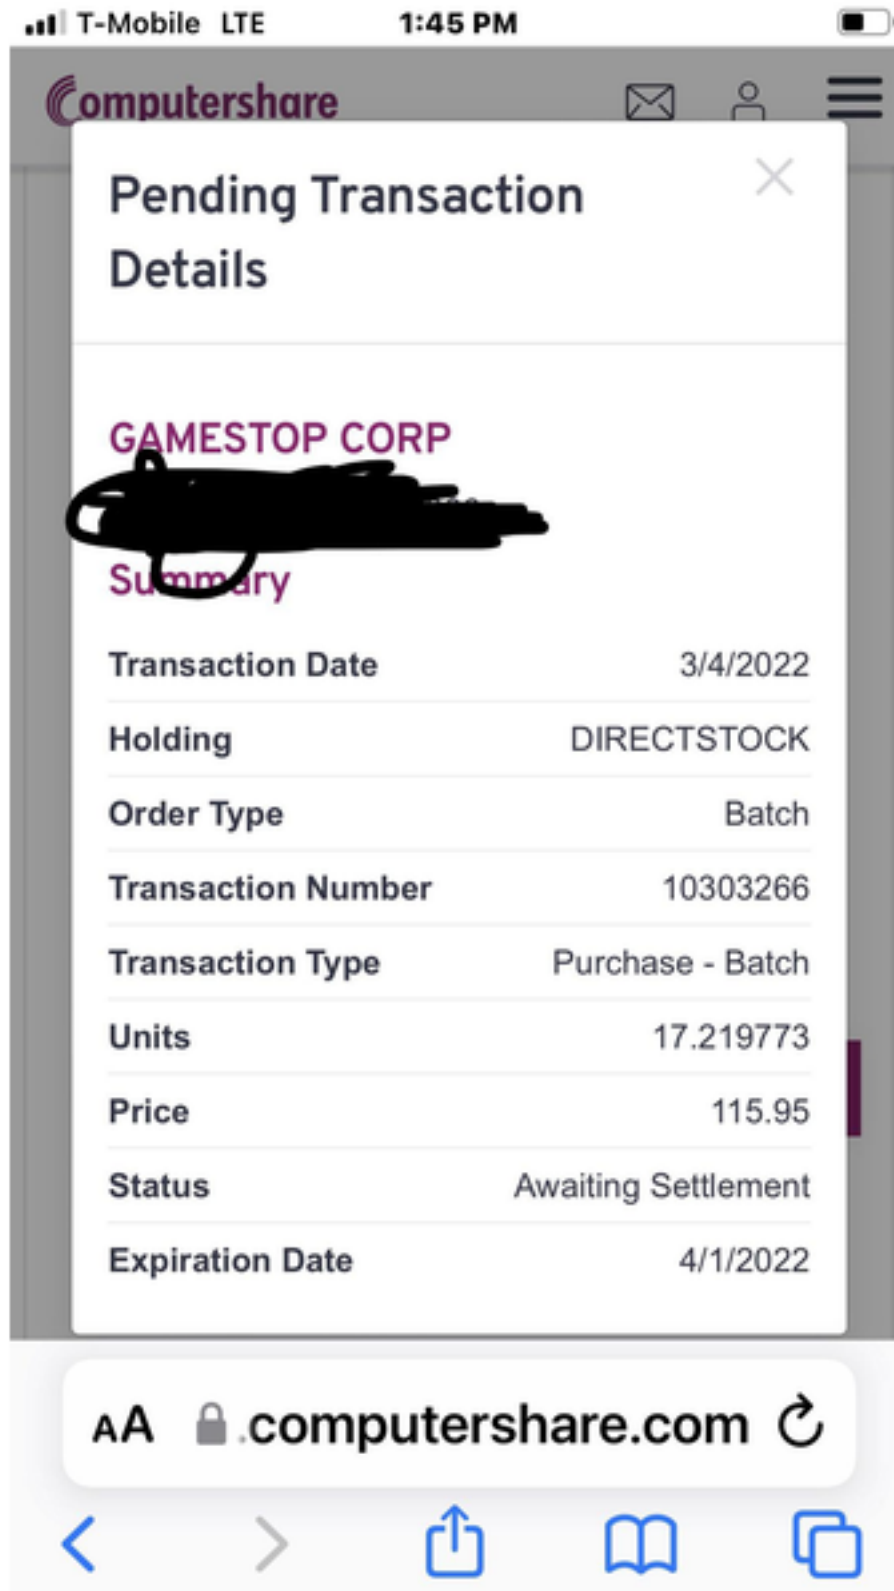 T-Mobile LTE 1:45 PM
Computershare
Pending Transaction
Details
GAMESTOP CORP
Summary
Transaction Date 3/4/2022
Holding DIRECTSTOCK
Order Type Batch
Transaction Number 10303266
Transaction Type Purchase - Batch
Units 17.219773
Price 115.95
Status Awaiting Settlement
Expiration Date 4/1/2022
AA .computershare.com